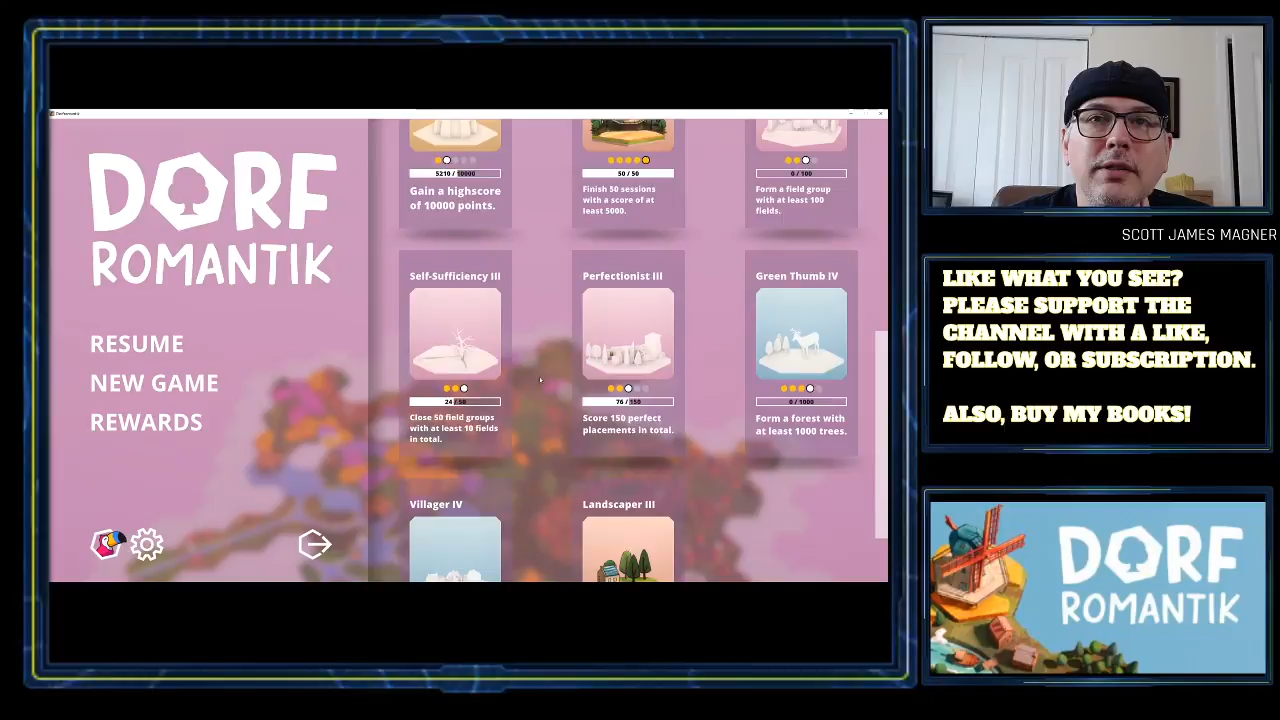 Dorfromantik
DORF
ROMANTIK
RESUME
NEW GAME
REWARDS
5210 / 10000
Gain a highscore
of 10000 points.
50 / 50
Finish 50 sessions
with a score of at
least 5000.
0 / 100
Form a field group
with at least 100
fields.
Self-Sufficiency III
24 / 50
Close 50 field groups
with at least 10 fields
in total.
Perfectionist III
76 / 150
Score 150 perfect
placements in total.
Green Thumb IV
0 / 1000
Form a forest with
at least 1000 trees.
Villager IV
Landscaper III
SCOTT JAMES MAGNER
LIKE WHAT YOU SEE?
PLEASE SUPPORT THE
CHANNEL WITH A LIKE,
FOLLOW, OR SUBSCRIPTION.
ALSO, BUY MY BOOKS!
DORF
ROMANTIK